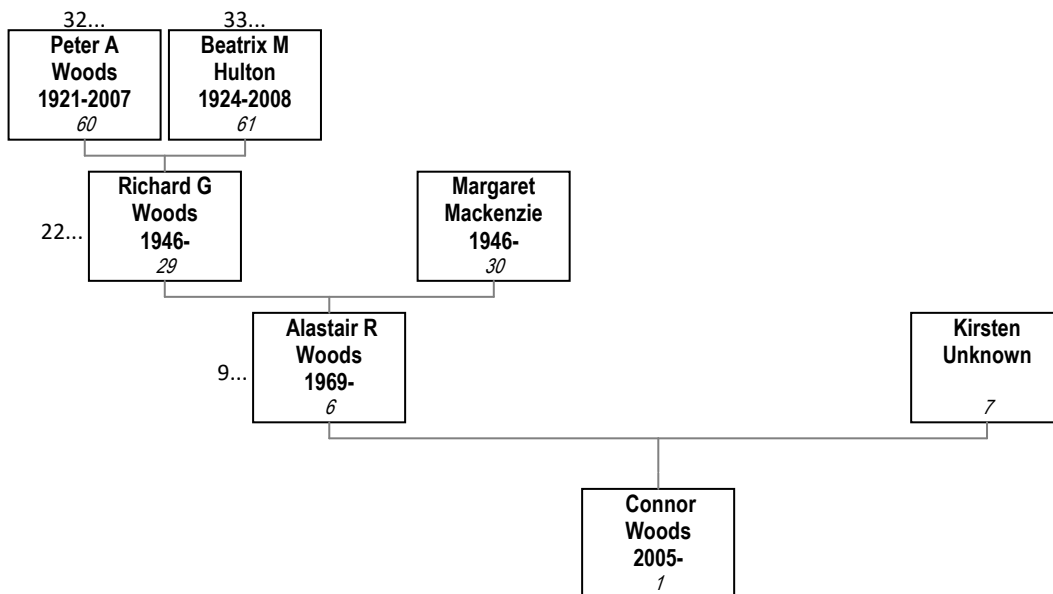 32...
33...
Peter A
Woods
1921-2007
60
Beatrix M
Hulton
1924-2008
61
22...
Richard G
Woods
1946-
29
Margaret
Mackenzie
1946-
30
9...
Alastair R
Woods
1969-
6
Kirsten
Unknown
7
Connor
Woods
2005-
1